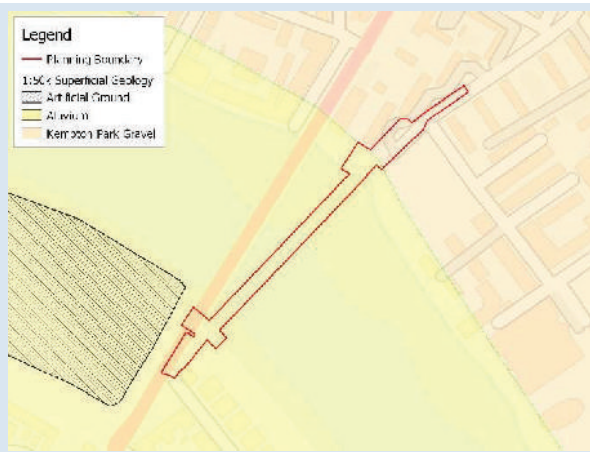 Legend
Planning Boundary
1:50k Superficial Geology
Artificial Ground
Alluvium
Kempton Park Gravel